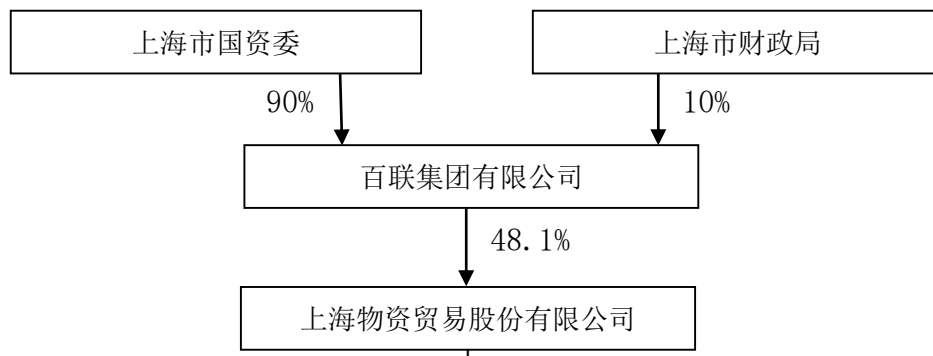 上海市国资委
上海市财政局
90%
10%
百联集团有限公司
48.1%
上海物资贸易股份有限公司